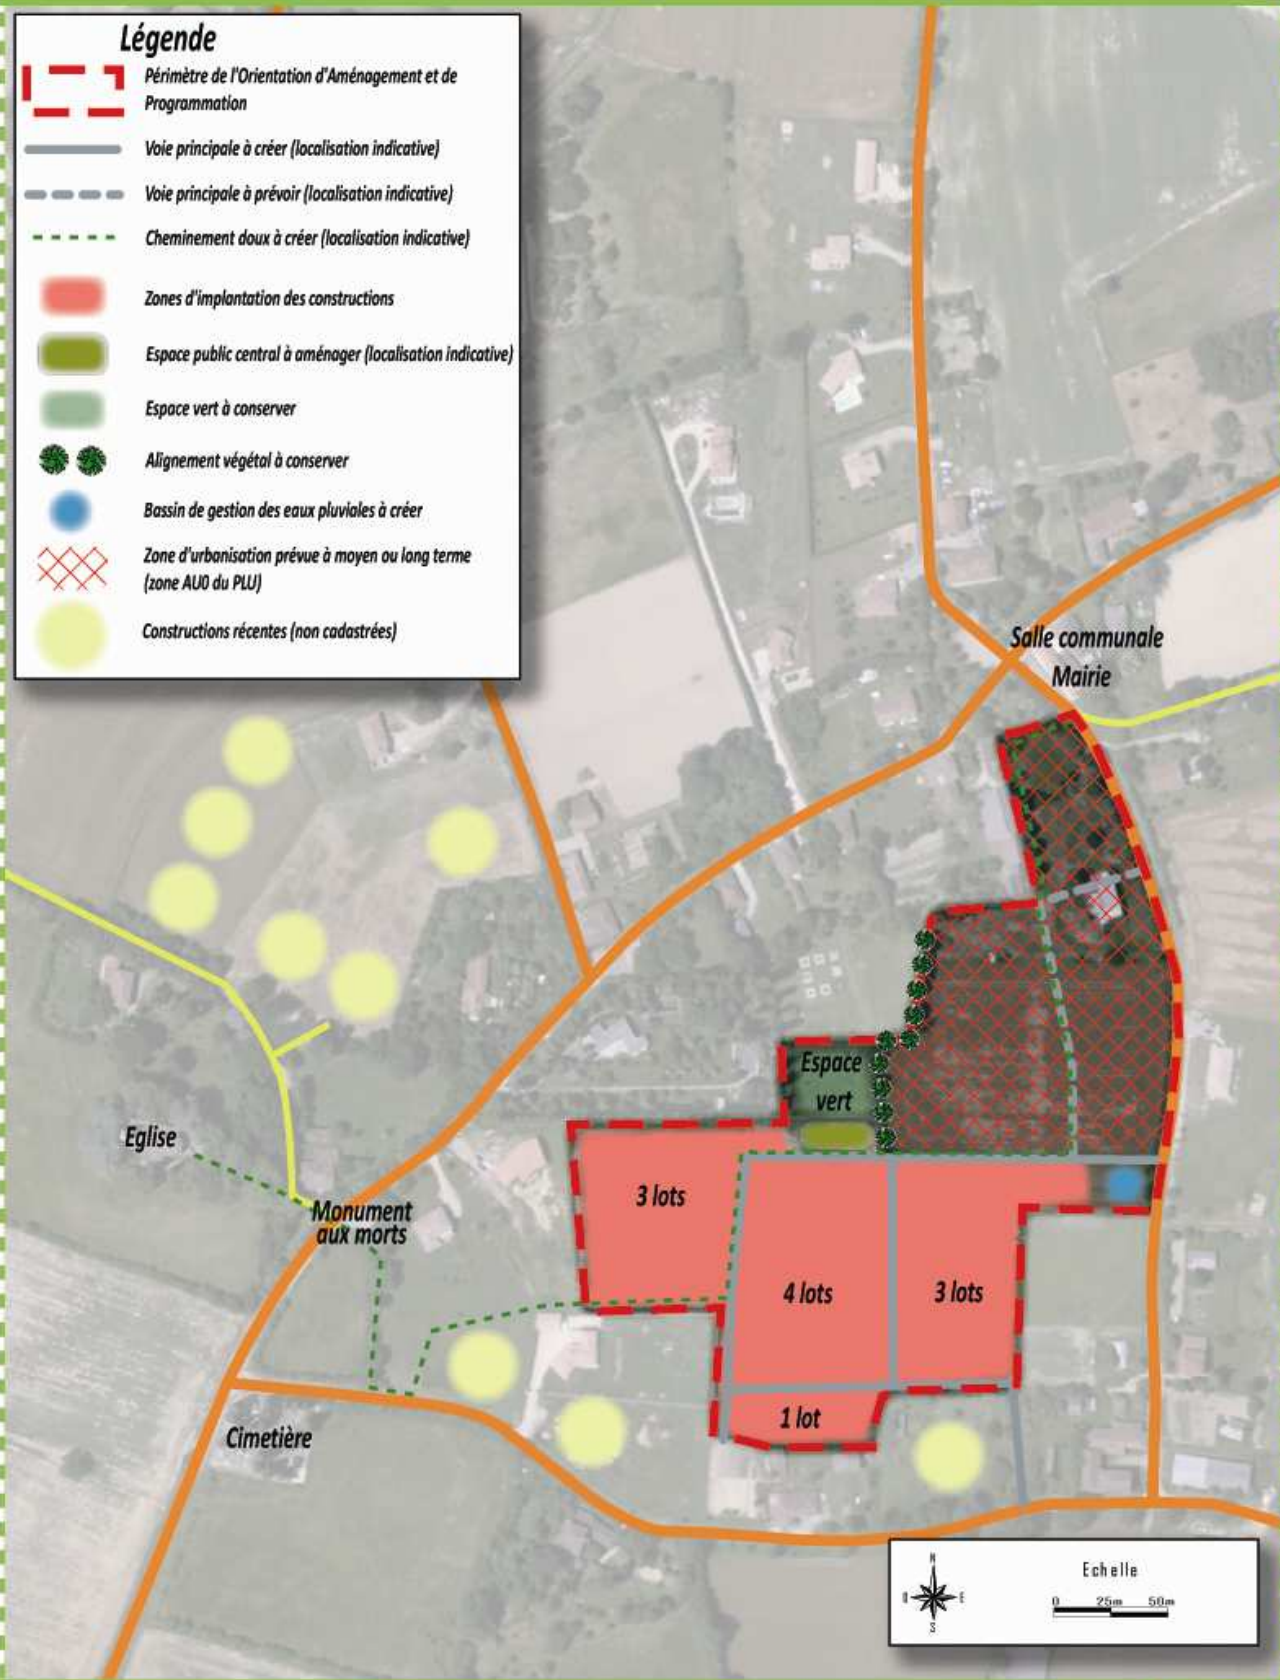 Légende
Périmètre de l'Orientation d'Aménagement et de
Programmation
Voie principale à créer (localisation indicative)
Voie principale à prévoir (localisation indicative)
Cheminement doux à créer (localisation indicative)
Zones d'implantation des constructions
Espace public central à aménager (localisation indicative)
Espace vert à conserver
Alignement végétal à conserver
Bassin de gestion des eaux pluviales à créer
Zone d'urbanisation prévue à moyen ou long terme
(zone AU0 du PLU)
Constructions récentes (non cadastrées)
Salle communale
Mairie
Espace
vert
Eglise
Monument
aux morts
3 lots
4 lots
3 lots
1 lot
Cimetière
N
O
E
S
Echelle
0 25m 50m